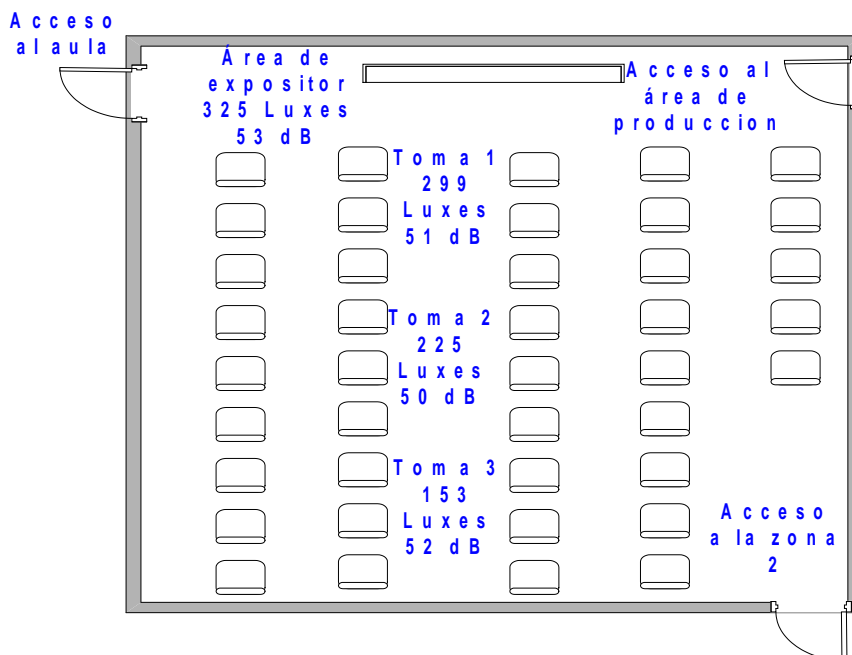 Acceso
al aula
Área de
expositor
325 Luxes
53 dB
Acceso al
área de
produccion
Toma 1
299
Luxes
51 dB
Toma 2
225
Luxes
50 dB
Toma 3
153
Luxes
52 dB
Acceso
a la zona
2